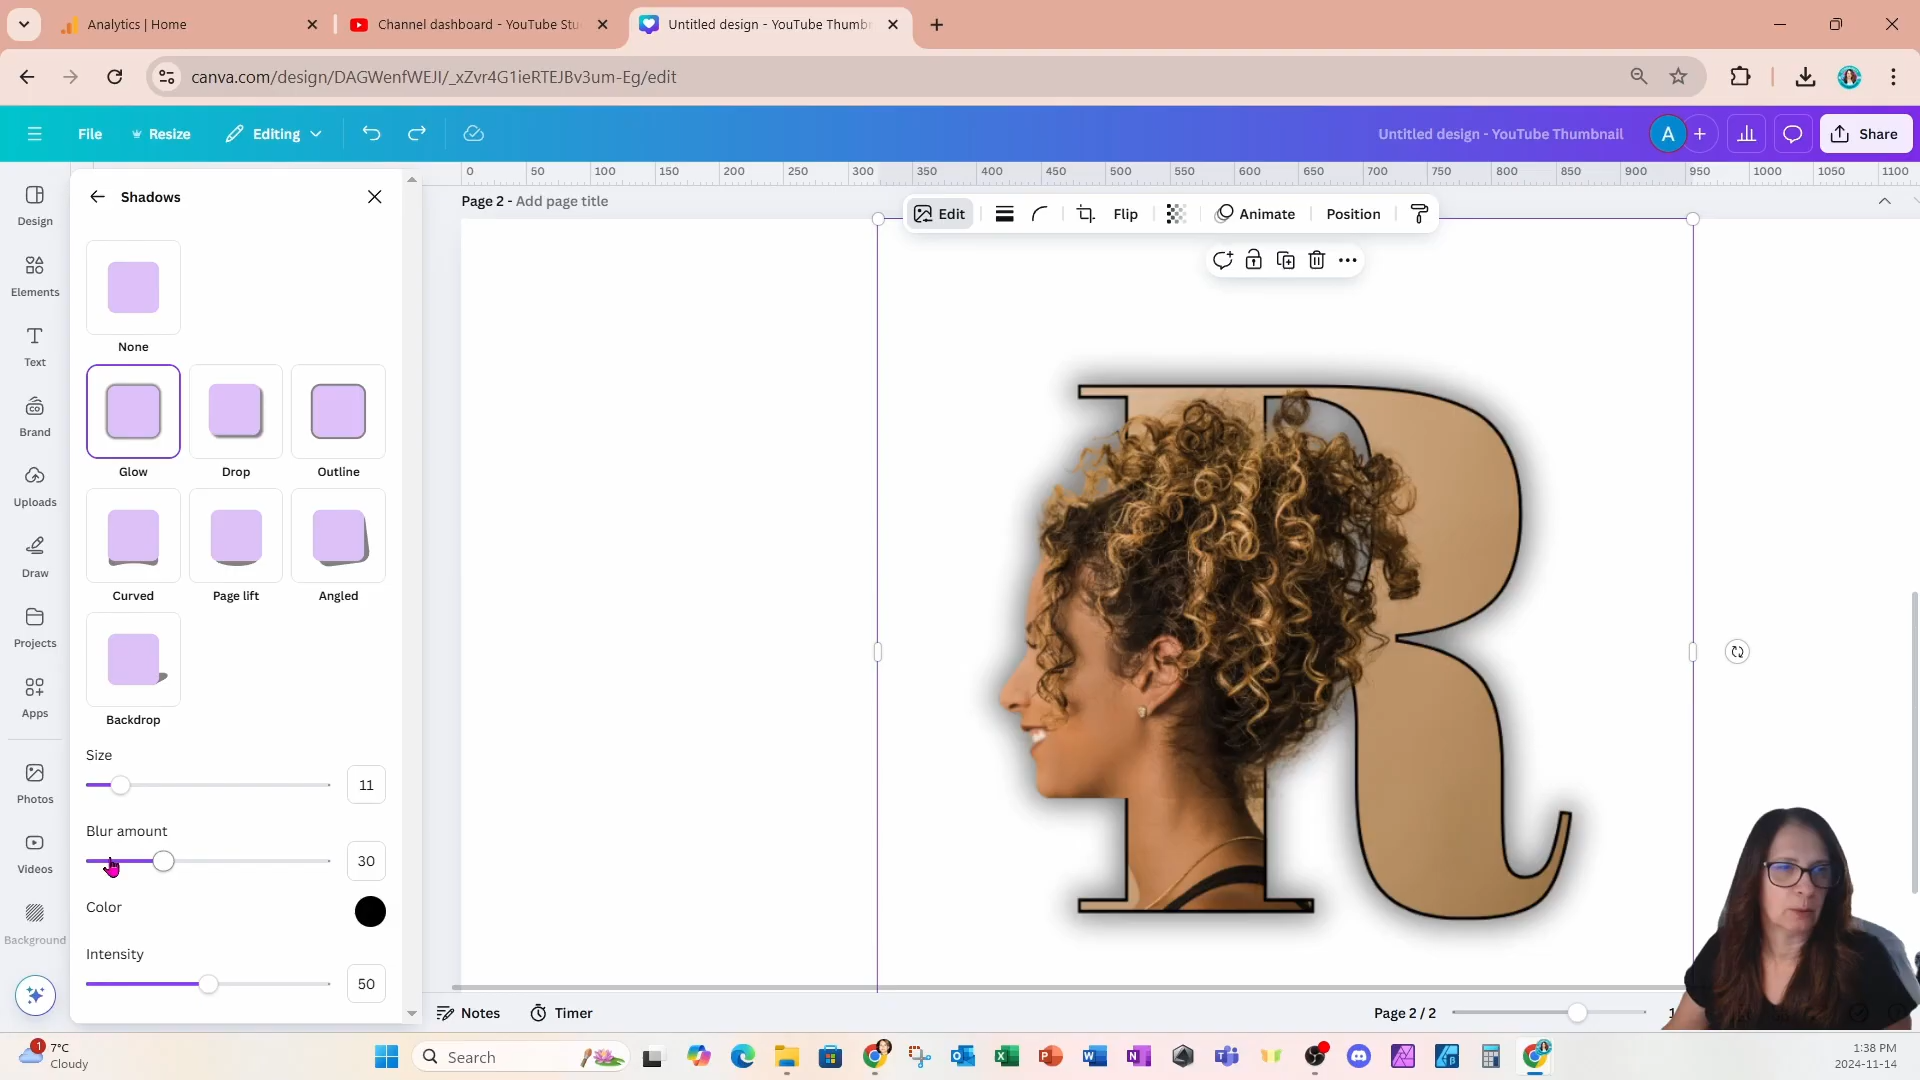 Analytics | Home
Channel dashboard - YouTube Stu
Untitled design - YouTube Thumb
canva.com/design/DAGWenfWEJI/_xZvr4G1ieRTEJBv3um-Eg/edit
File
Resize
Editing
Untitled design - YouTube Thumbnail
A
Share
0 50 100 150 200 250 300 350 400 450 500 550 600 650 700 750 800 850 900 950 1000 1050 1100
Design
Elements
Text
Brand
Uploads
Draw
Projects
Apps
Photos
Videos
Background
Shadows
None
Glow
Drop
Outline
Curved
Page lift
Angled
Backdrop
Size
11
Blur amount
30
Color
Intensity
50
Page 2 - Add page title
Edit
Flip
Animate
Position
R
Notes
Timer
Page 2 / 2
1
7°C
Cloudy
Search
1:38 PM
2024-11-14